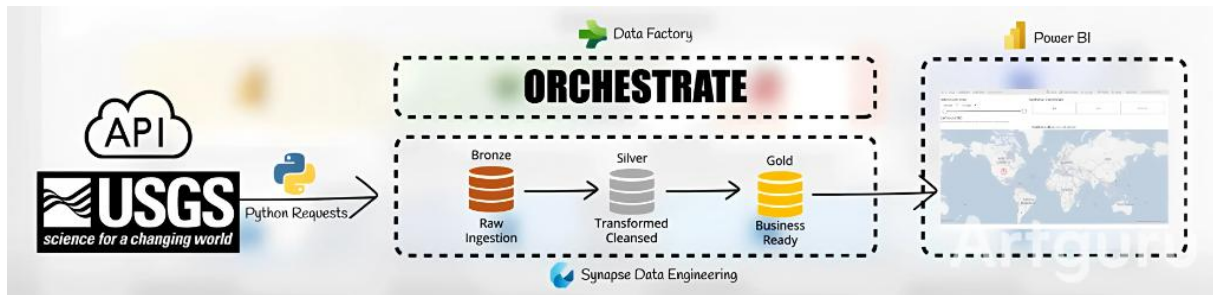 Data Factory
Power BI
ORCHESTRATE
API
USGS
science for a changing world
Python Requests
Bronze
Raw
Ingestion
Silver
Transformed
Cleansed
Gold
Business
Ready
Synapse Data Engineering
Artguru